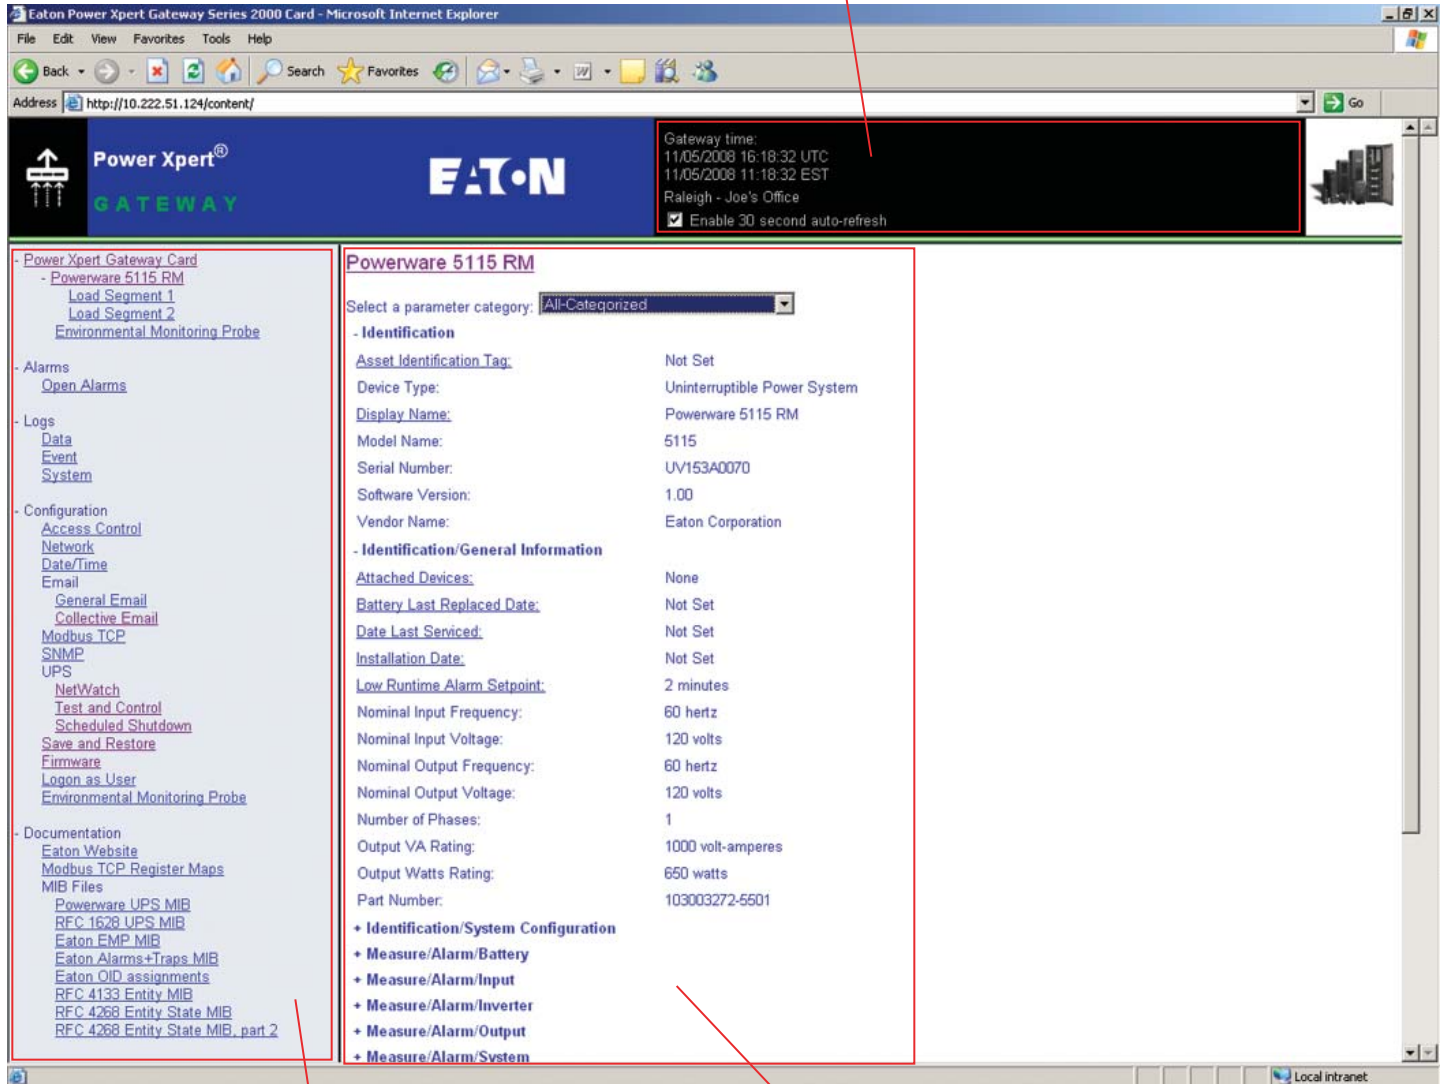 Eaton Power Xpert Gateway Series 2000 Card - Microsoft Internet Explorer
File Edit View Favorites Tools Help
Back Search Favorites
Address http://10.222.51.124/content/ Go
Power Xpert®
GATEWAY
EATON
Gateway time:
11/05/2008 16:18:32 UTC
11/05/2008 11:18:32 EST
Raleigh - Joe's Office
Enable 30 second auto-refresh
- Power Xpert Gateway Card
- Powerware 5115 RM
Load Segment 1
Load Segment 2
Environmental Monitoring Probe
- Alarms
Open Alarms
- Logs
Data
Event
System
- Configuration
Access Control
Network
Date/Time
Email
General Email
Collective Email
Modbus TCP
SNMP
UPS
NetWatch
Test and Control
Scheduled Shutdown
Save and Restore
Firmware
Logon as User
Environmental Monitoring Probe
- Documentation
Eaton Website
Modbus TCP Register Maps
MIB Files
Powerware UPS MIB
RFC 1628 UPS MIB
Eaton EMP MIB
Eaton Alarms+Traps MIB
Eaton OID assignments
RFC 4133 Entity MIB
RFC 4268 Entity State MIB
RFC 4268 Entity State MIB, part 2
Powerware 5115 RM
Select a parameter category: All-Categorized
- Identification
Asset Identification Tag: Not Set
Device Type: Uninterruptible Power System
Display Name: Powerware 5115 RM
Model Name: 5115
Serial Number: UV153A0070
Software Version: 1.00
Vendor Name: Eaton Corporation
- Identification/General Information
Attached Devices: None
Battery Last Replaced Date: Not Set
Date Last Serviced: Not Set
Installation Date: Not Set
Low Runtime Alarm Setpoint: 2 minutes
Nominal Input Frequency: 60 hertz
Nominal Input Voltage: 120 volts
Nominal Output Frequency: 60 hertz
Nominal Output Voltage: 120 volts
Number of Phases: 1
Output VA Rating: 1000 volt-amperes
Output Watts Rating: 650 watts
Part Number: 103003272-5501
+ Identification/System Configuration
+ Measure/Alarm/Battery
+ Measure/Alarm/Input
+ Measure/Alarm/Inverter
+ Measure/Alarm/Output
+ Measure/Alarm/System
Local intranet